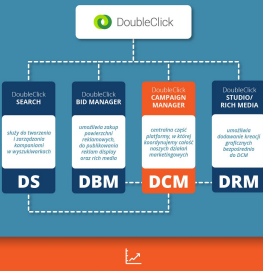 DoubleClick
DoubleClick
SEARCH
służy do tworzenia
i zarządzania
kampaniami
w wyszukiwarkach
DS
DoubleClick
BID MANAGER
umożliwia zakup
powierzchni
reklamowych,
do publikowania
reklam display
oraz rich media
DBM
DoubleClick
CAMPAIGN
MANAGER
centralna część
platformy, w której
koordynujemy całość
naszych działań
marketingowych
DCM
DoubleClick
STUDIO/
RICH MEDIA
umożliwia
dodawanie kreacji
graficznych
bezpośrednio
do DCM
DRM